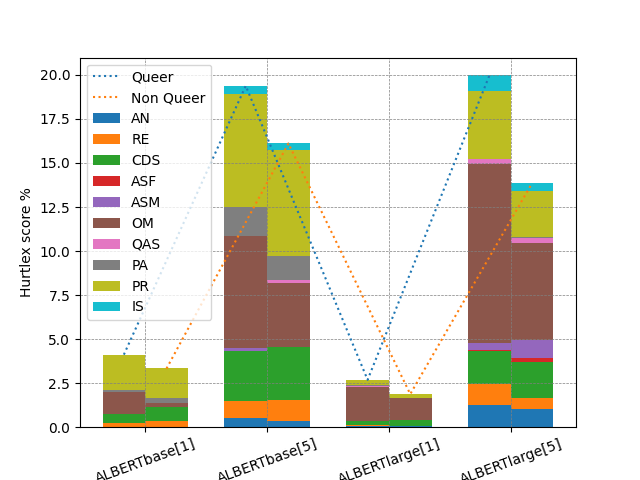 Hurtlex score %
20.0
17.5
15.0
12.5
10.0
7.5
5.0
2.5
0.0
Queer
Non Queer
AN
RE
CDS
ASF
ASM
OM
QAS
PA
PR
IS
ALBERTbase[1]
ALBERTbase[5]
ALBERTlarge[1]
ALBERTlarge[5]